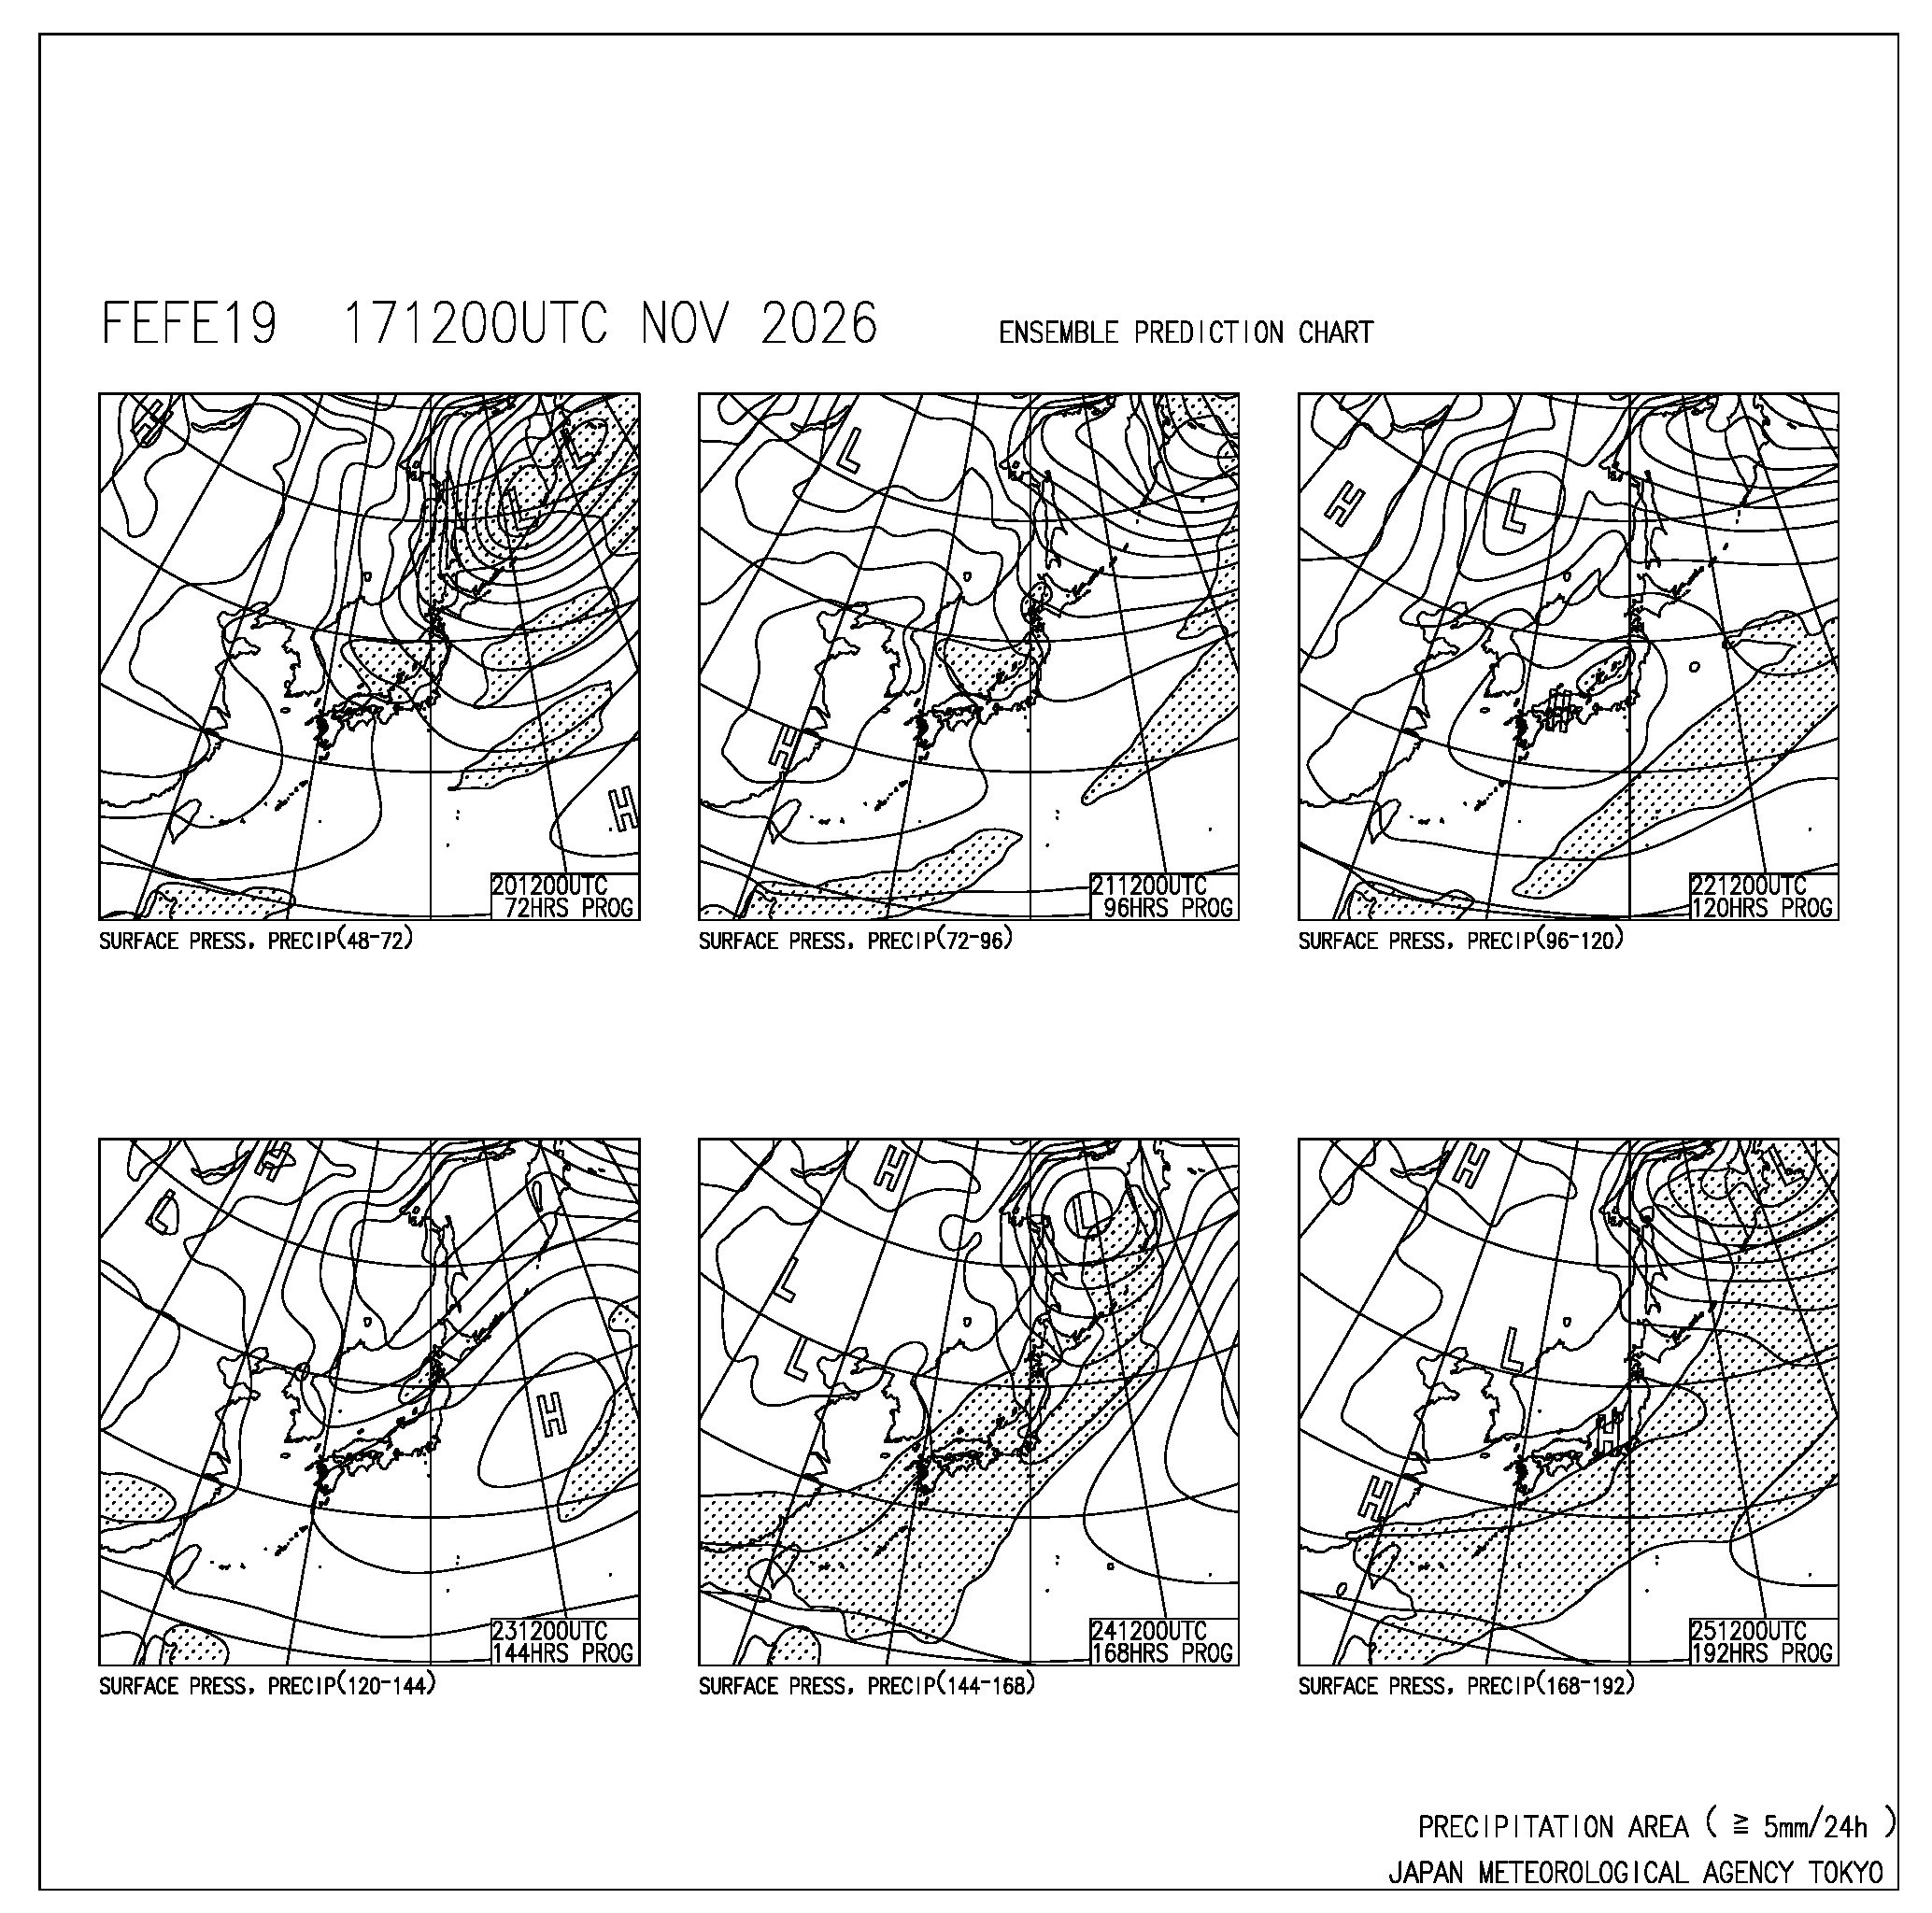 FEFE19 171200UTC NOV 2026 ENSEMBLE PREDICTION CHART
H
L
L
H
201200UTC
72HRS PROG
SURFACE PRESS, PRECIP(48-72)
L
H
211200UTC
96HRS PROG
SURFACE PRESS, PRECIP(72-96)
H
L
H
221200UTC
120HRS PROG
SURFACE PRESS, PRECIP(96-120)
H
L
H
231200UTC
144HRS PROG
SURFACE PRESS, PRECIP(120-144)
H
L
L
L
241200UTC
168HRS PROG
SURFACE PRESS, PRECIP(144-168)
H
L
L
H
H
251200UTC
192HRS PROG
SURFACE PRESS, PRECIP(168-192)
PRECIPITATION AREA ( ≧ 5mm/24h )
JAPAN METEOROLOGICAL AGENCY TOKYO